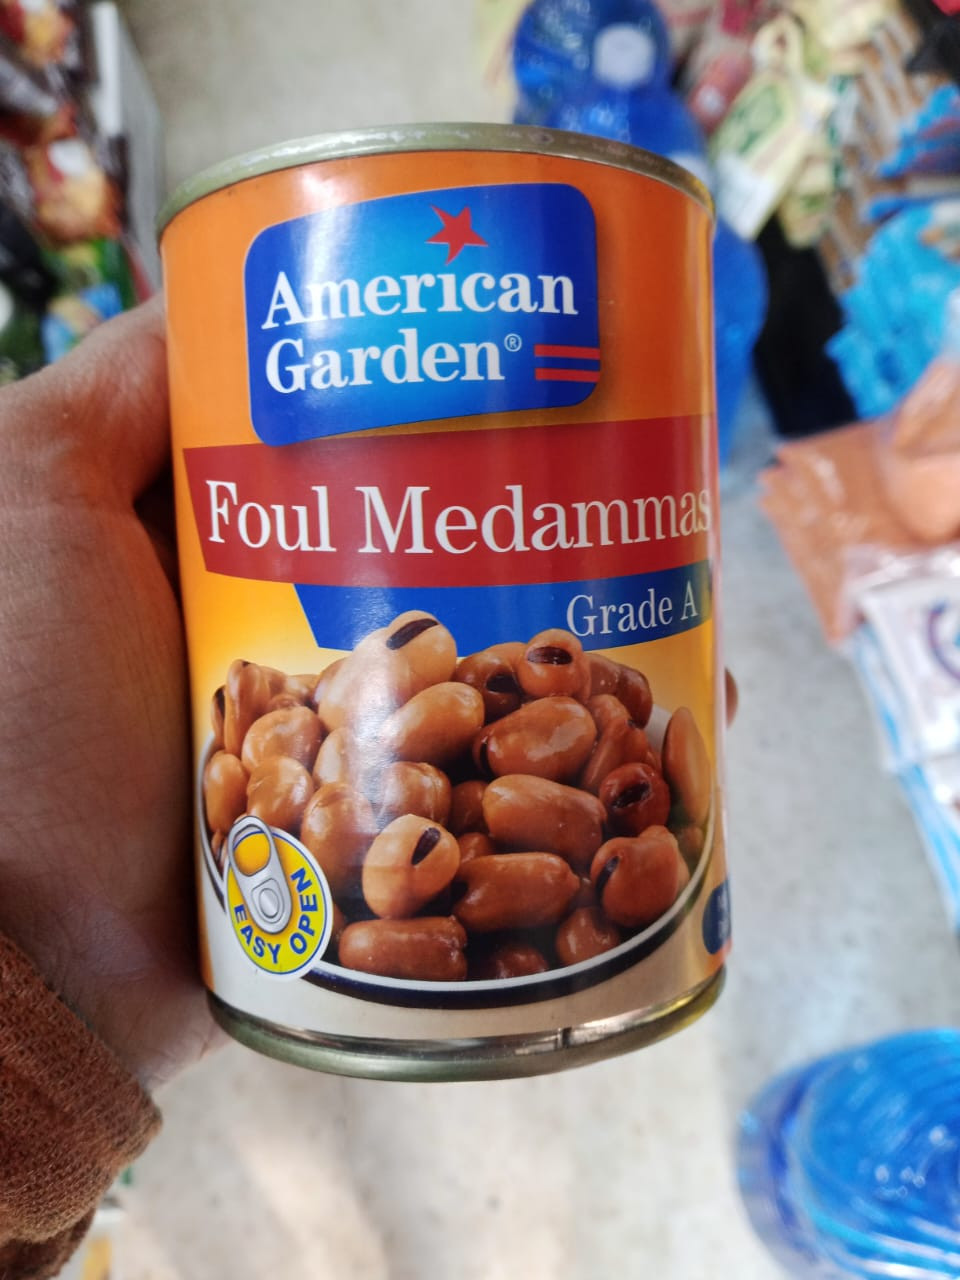 American
Garden®
Foul Medammas
Grade A
EASY OPEN